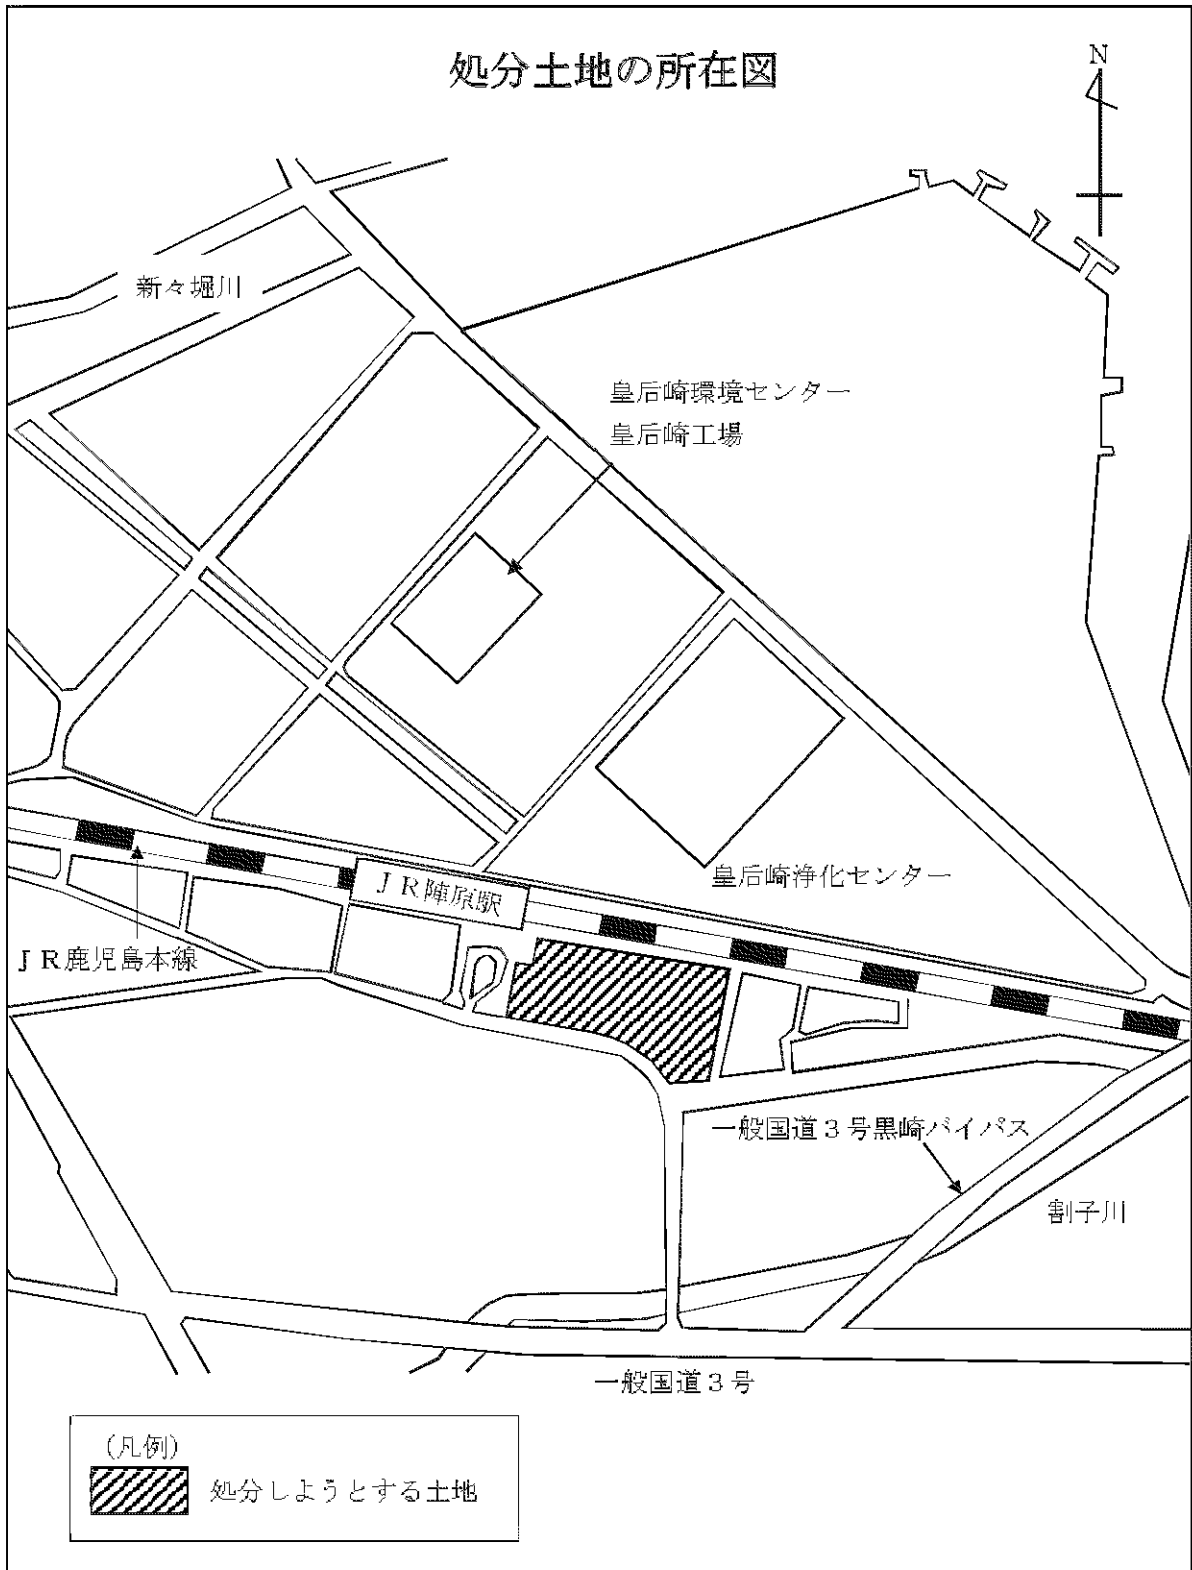 処分土地の所在図
N
新々堀川
皇后崎環境センター
皇后崎工場
皇后崎浄化センター
ＪＲ陣原駅
ＪＲ鹿児島本線
一般国道３号黒崎バイパス
割子川
一般国道３号
(凡例)
処分しようとする土地